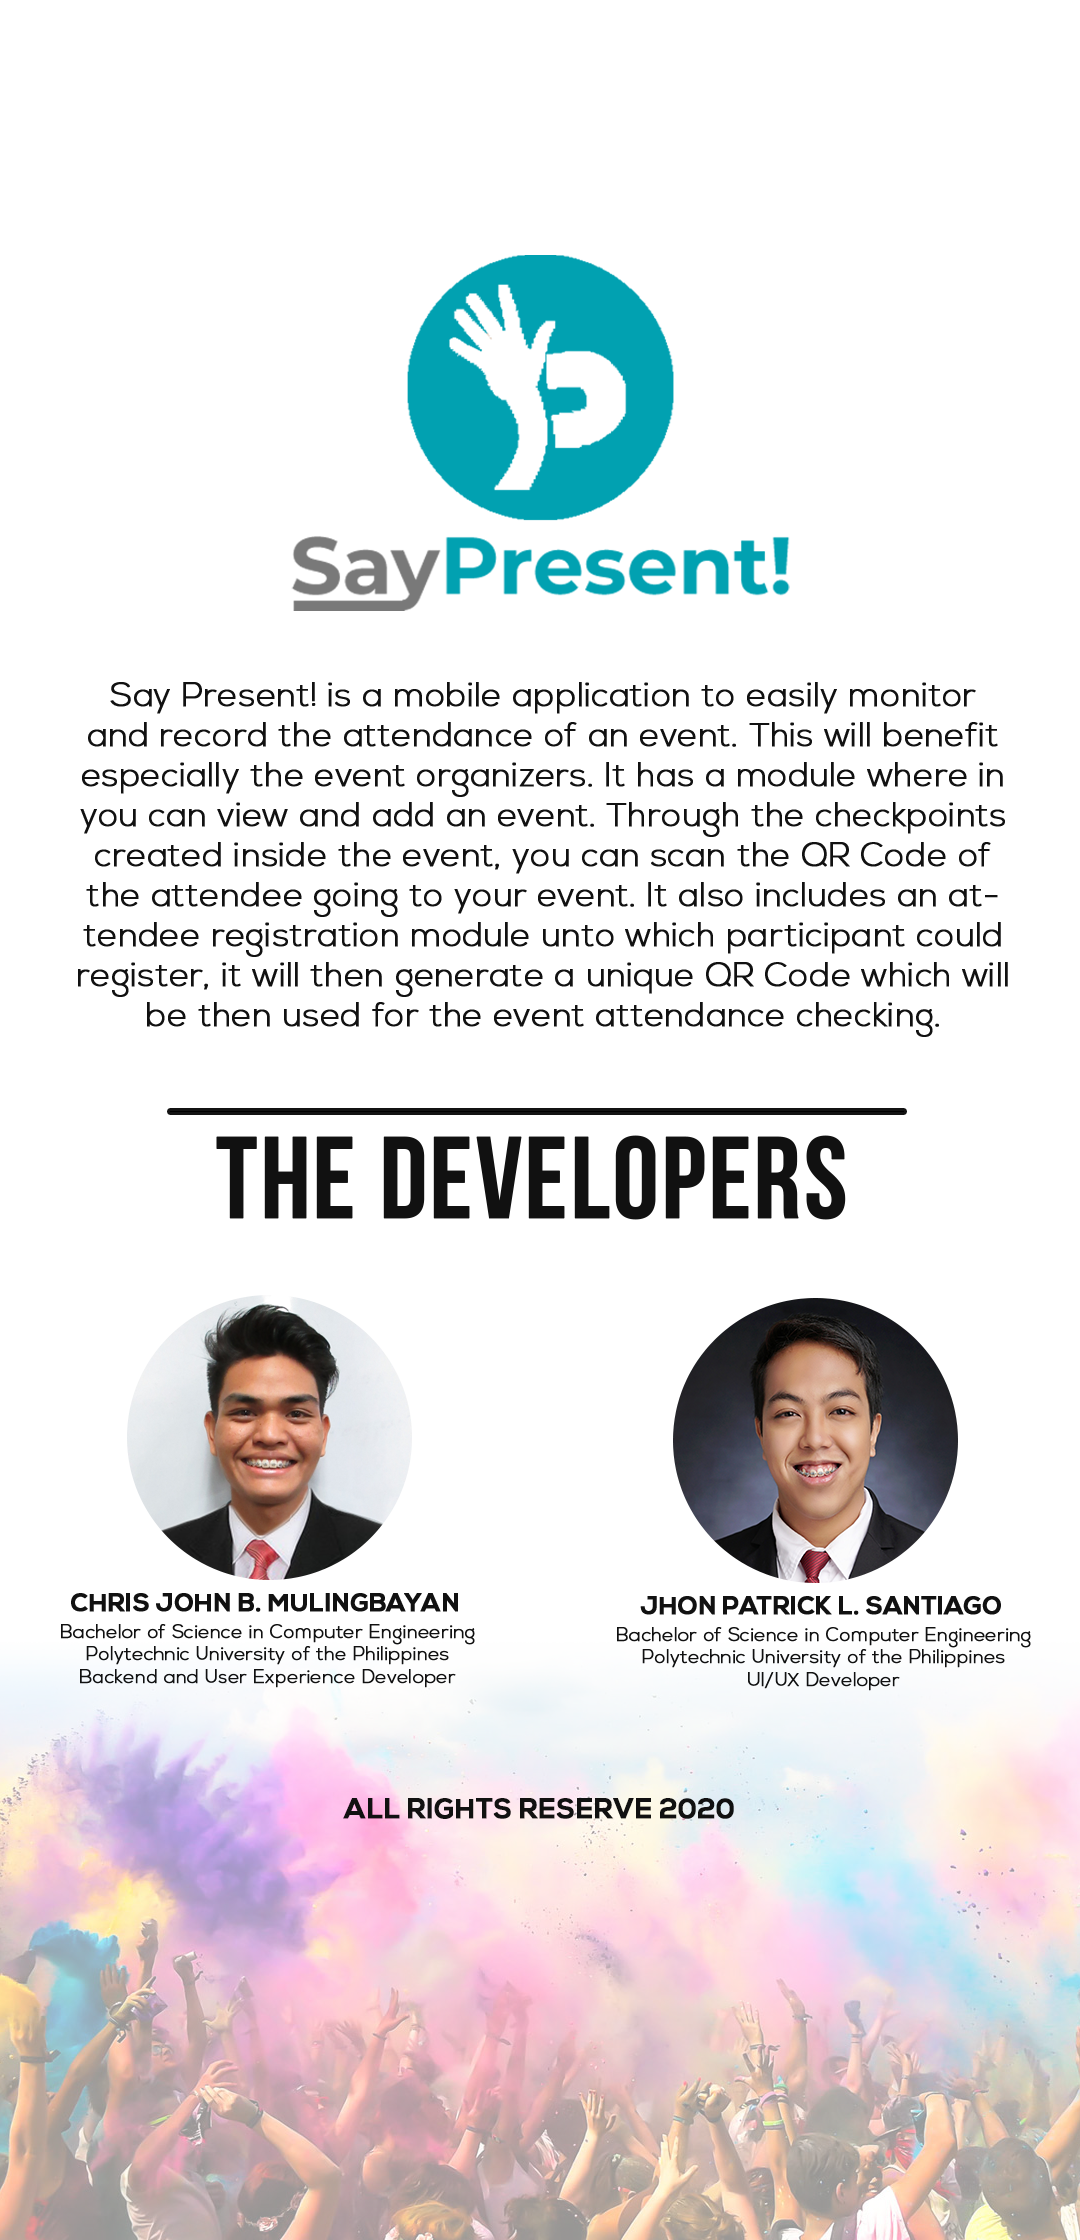 SayPresent!
Say Present! is a mobile application to easily monitor
and record the attendance of an event. This will benefit
especially the event organizers. It has a module where in
you can view and add an event. Through the checkpoints
created inside the event, you can scan the QR Code of
the attendee going to your event. It also includes an at-
tendee registration module unto which participant could
register, it will then generate a unique QR Code which will
be then used for the event attendance checking.
THE DEVELOPERS
CHRIS JOHN B. MULINGBAYAN
Bachelor of Science in Computer Engineering
Polytechnic University of the Philippines
Backend and User Experience Developer
JHON PATRICK L. SANTIAGO
Bachelor of Science in Computer Engineering
Polytechnic University of the Philippines
UI/UX Developer
ALL RIGHTS RESERVE 2020